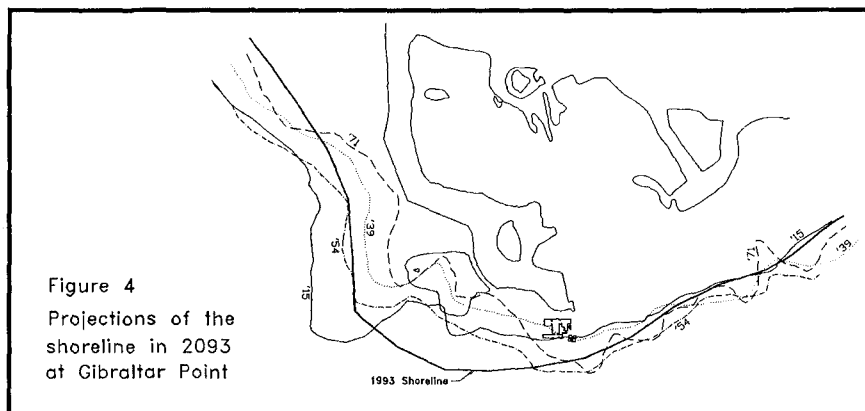 '71
'39
'54
'15
Figure 4
Projections of the
shoreline in 2093
at Gibraltar Point
1993 Shoreline
'15
'71
'39
'54